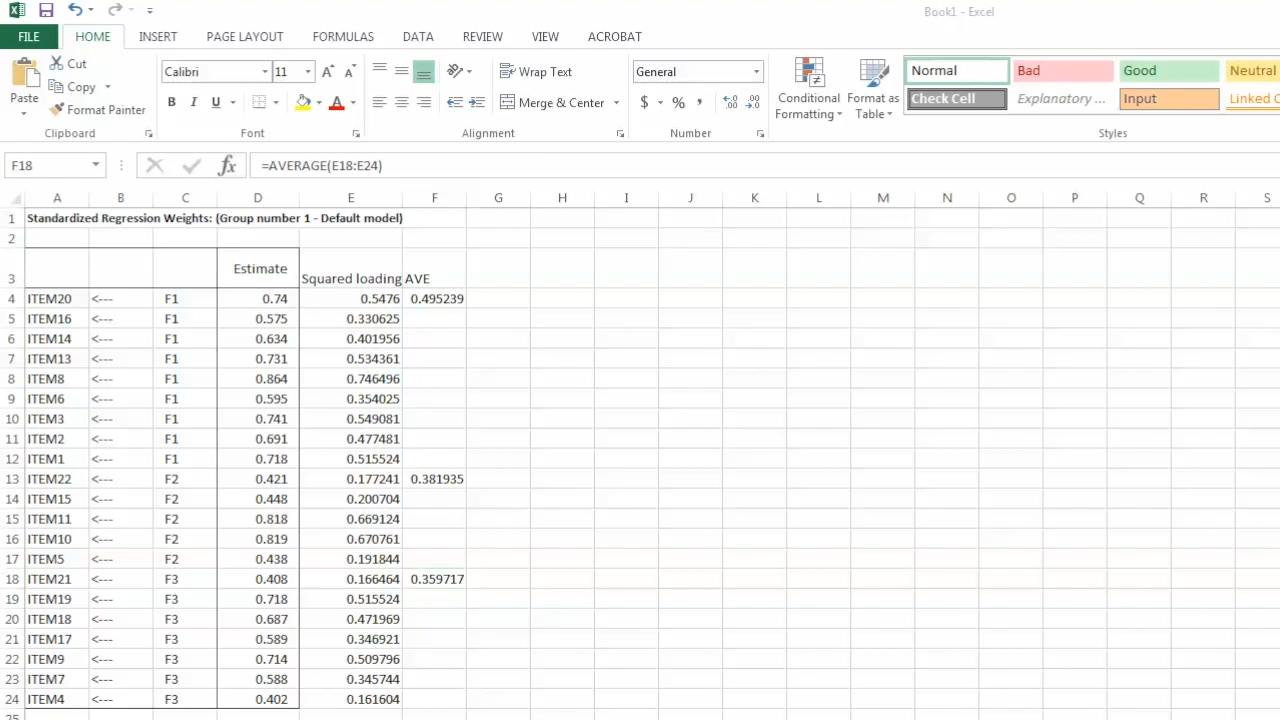 Book1 - Excel
FILE HOME INSERT PAGE LAYOUT FORMULAS DATA REVIEW VIEW ACROBAT
Paste
Cut
Copy
Format Painter
Clipboard
Calibri 11
B I U
Font
Wrap Text
Merge & Center
Alignment
General
$ % ,
Number
Conditional Formatting
Format as Table
Normal Bad Good Neutral
Check Cell Explanatory ... Input Linked C
Styles
F18 fx =AVERAGE(E18:E24)
A B C D E F G H I J K L M N O P Q R S
1 Standardized Regression Weights: (Group number 1 - Default model)
2
3 Estimate Squared loading AVE
4 ITEM20 <--- F1 0.74 0.5476 0.495239
5 ITEM16 <--- F1 0.575 0.330625
6 ITEM14 <--- F1 0.634 0.401956
7 ITEM13 <--- F1 0.731 0.534361
8 ITEM8 <--- F1 0.864 0.746496
9 ITEM6 <--- F1 0.595 0.354025
10 ITEM3 <--- F1 0.741 0.549081
11 ITEM2 <--- F1 0.691 0.477481
12 ITEM1 <--- F1 0.718 0.515524
13 ITEM22 <--- F2 0.421 0.177241 0.381935
14 ITEM15 <--- F2 0.448 0.200704
15 ITEM11 <--- F2 0.818 0.669124
16 ITEM10 <--- F2 0.819 0.670761
17 ITEM5 <--- F2 0.438 0.191844
18 ITEM21 <--- F3 0.408 0.166464 0.359717
19 ITEM19 <--- F3 0.718 0.515524
20 ITEM18 <--- F3 0.687 0.471969
21 ITEM17 <--- F3 0.589 0.346921
22 ITEM9 <--- F3 0.714 0.509796
23 ITEM7 <--- F3 0.588 0.345744
24 ITEM4 <--- F3 0.402 0.161604
25